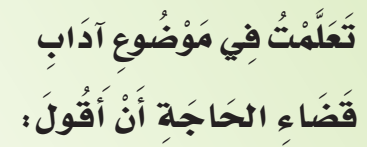 تَعَلَّمْتُ فِي مَوْضُوعِ آدَابِ
قَضَاءِ الحَاجَةِ أَنْ أَقُولَ: